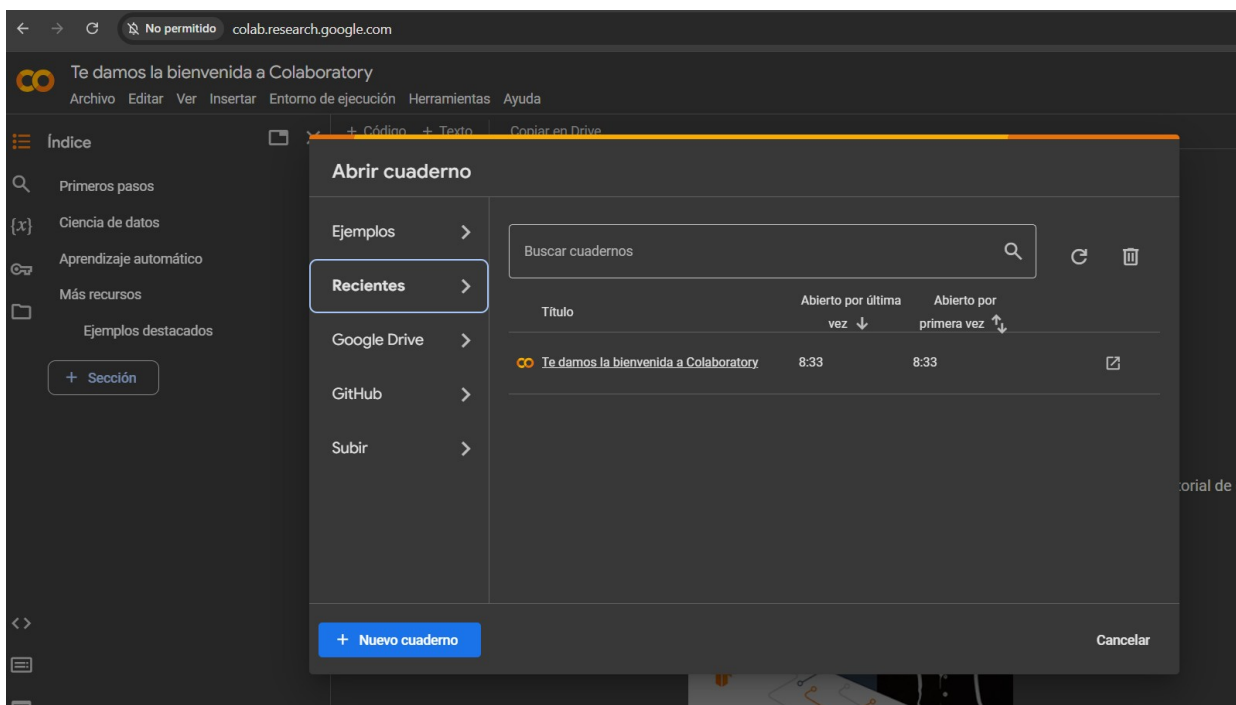 No permitido colab.research.google.com
Te damos la bienvenida a Colaboratory
Archivo Editar Ver Insertar Entorno de ejecución Herramientas Ayuda
Índice
+ Código + Texto Copiar en Drive
Primeros pasos
Ciencia de datos
Aprendizaje automático
Más recursos
Ejemplos destacados
+ Sección
{x}
Abrir cuaderno
Ejemplos
Recientes
Google Drive
GitHub
Subir
Buscar cuadernos
Título
Abierto por última
vez
Abierto por
primera vez
Te damos la bienvenida a Colaboratory 8:33 8:33
torial de
+ Nuevo cuaderno
Cancelar